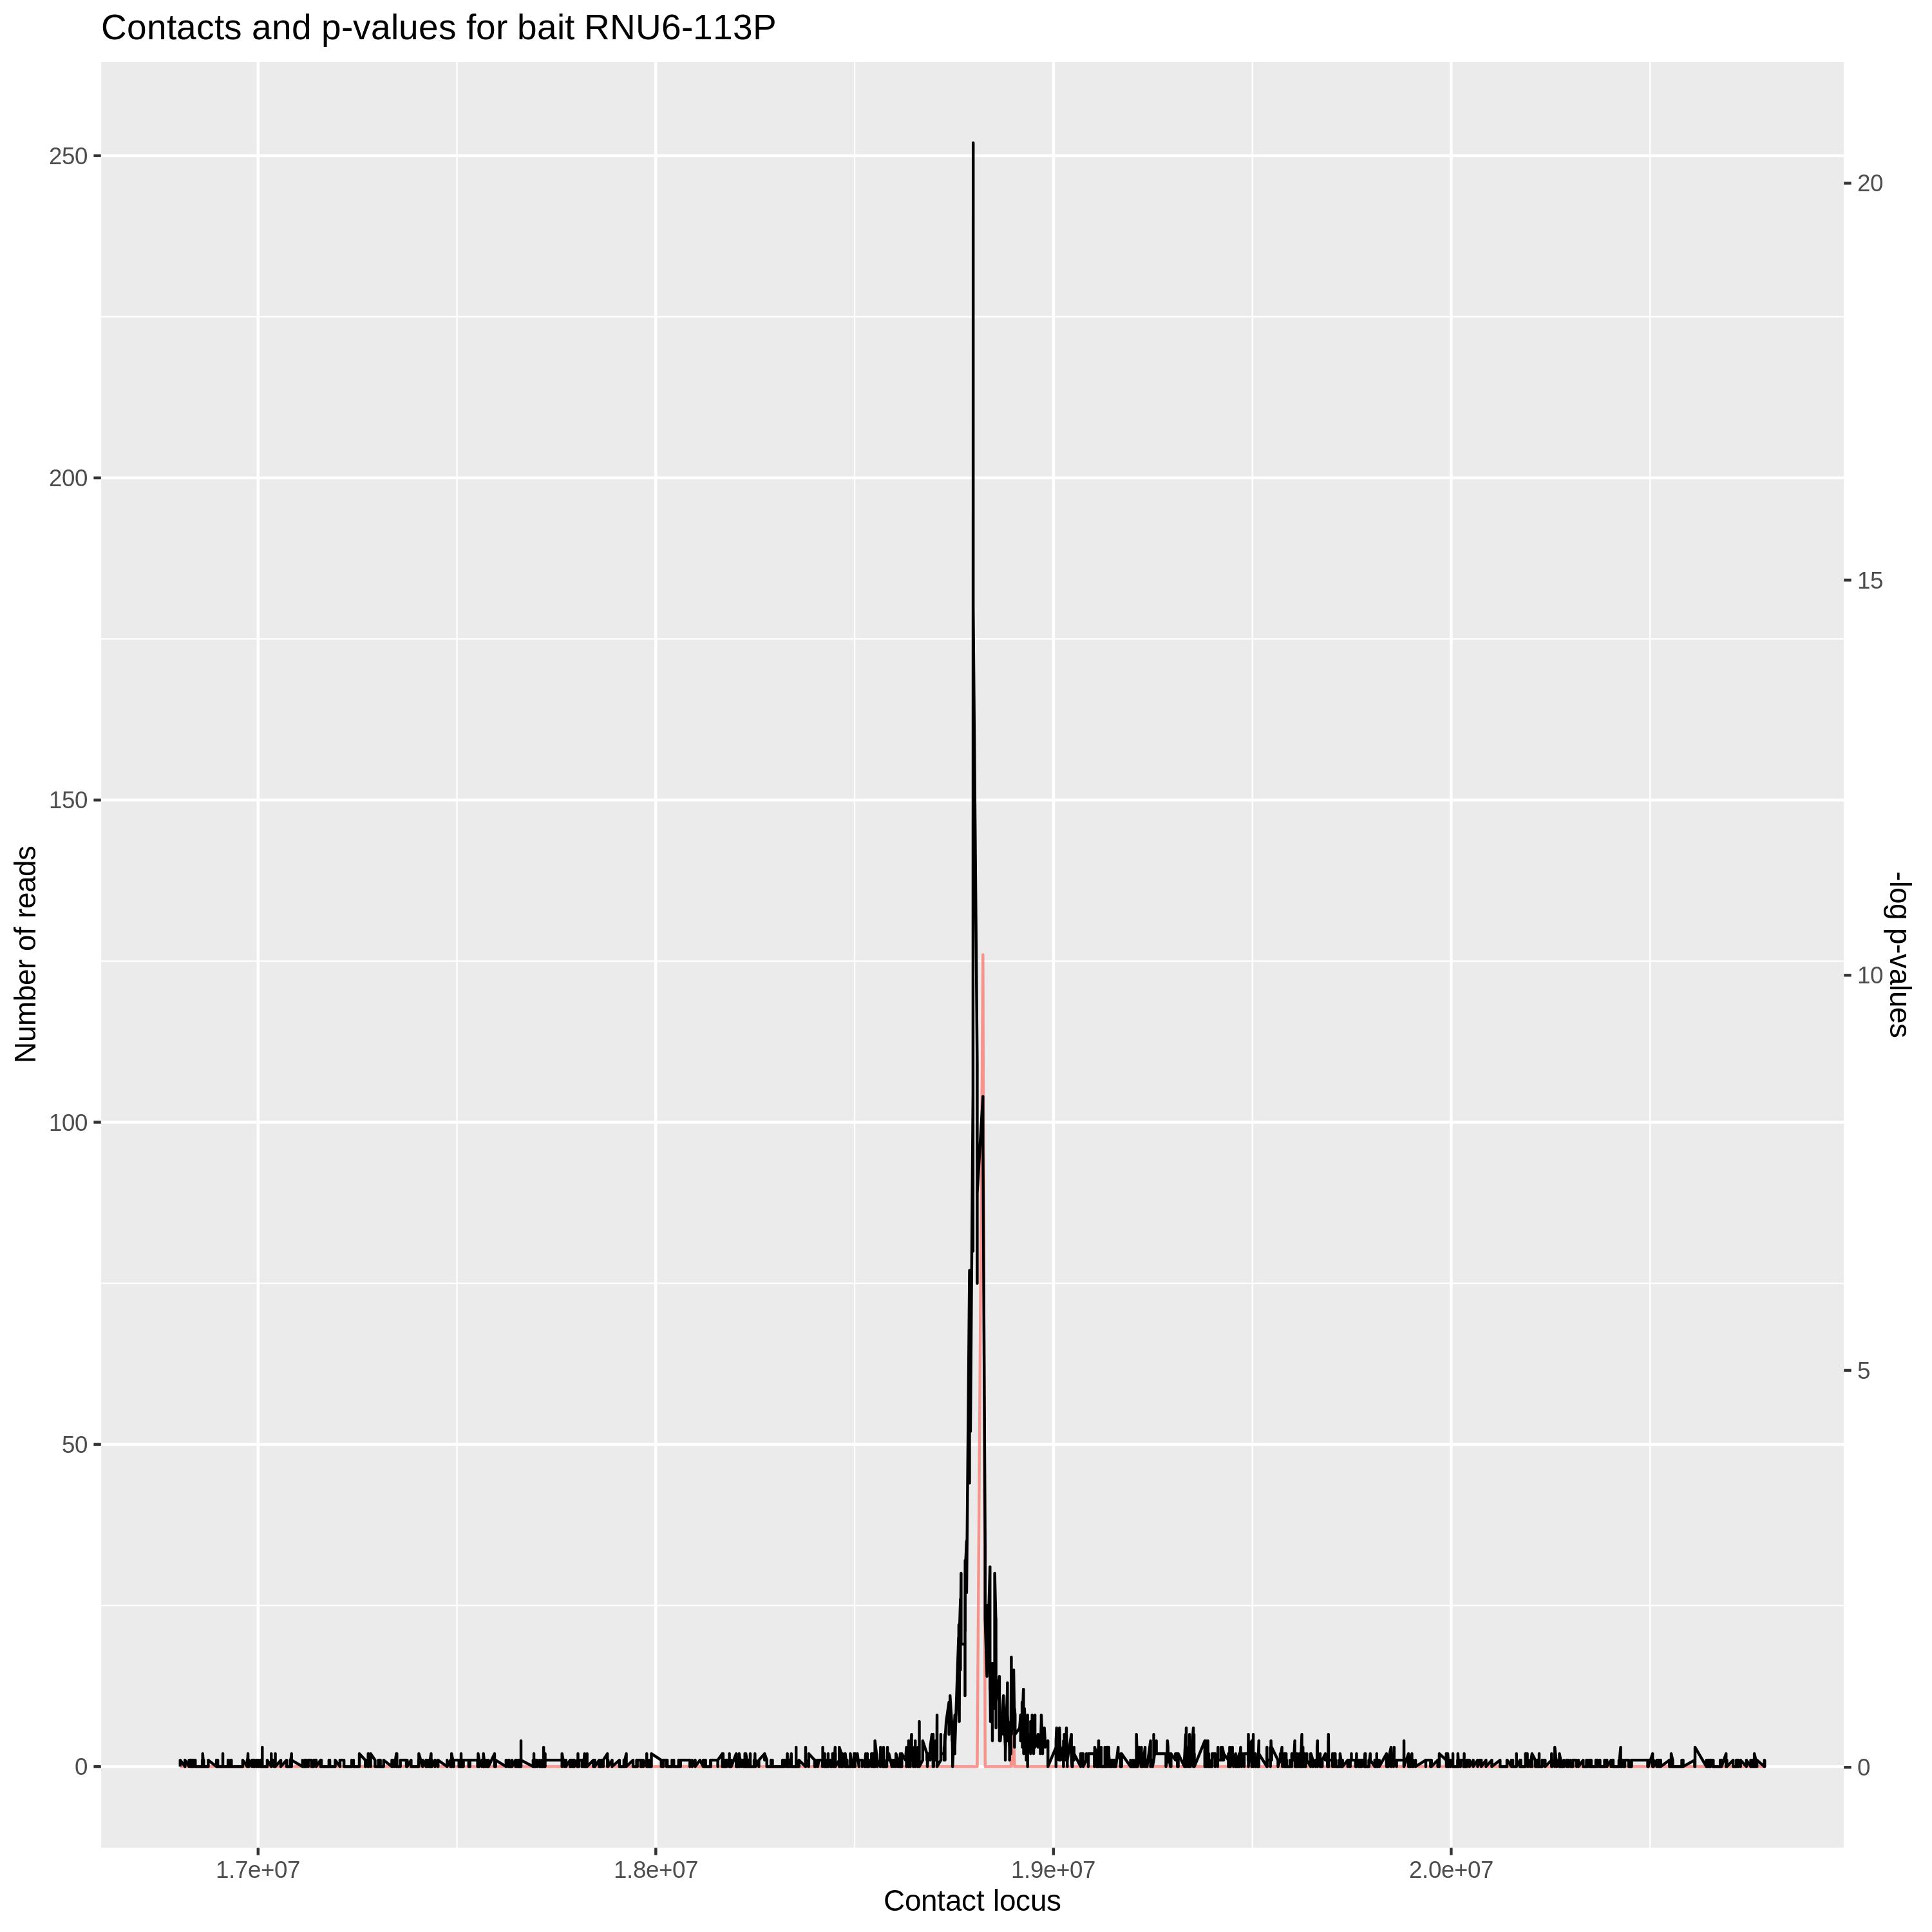 Contacts and p-values for bait RNU6-113P
250
200
150
100
50
0
20
15
10
5
0
Number of reads
-log p-values
1.7e+07
1.8e+07
1.9e+07
2.0e+07
Contact locus